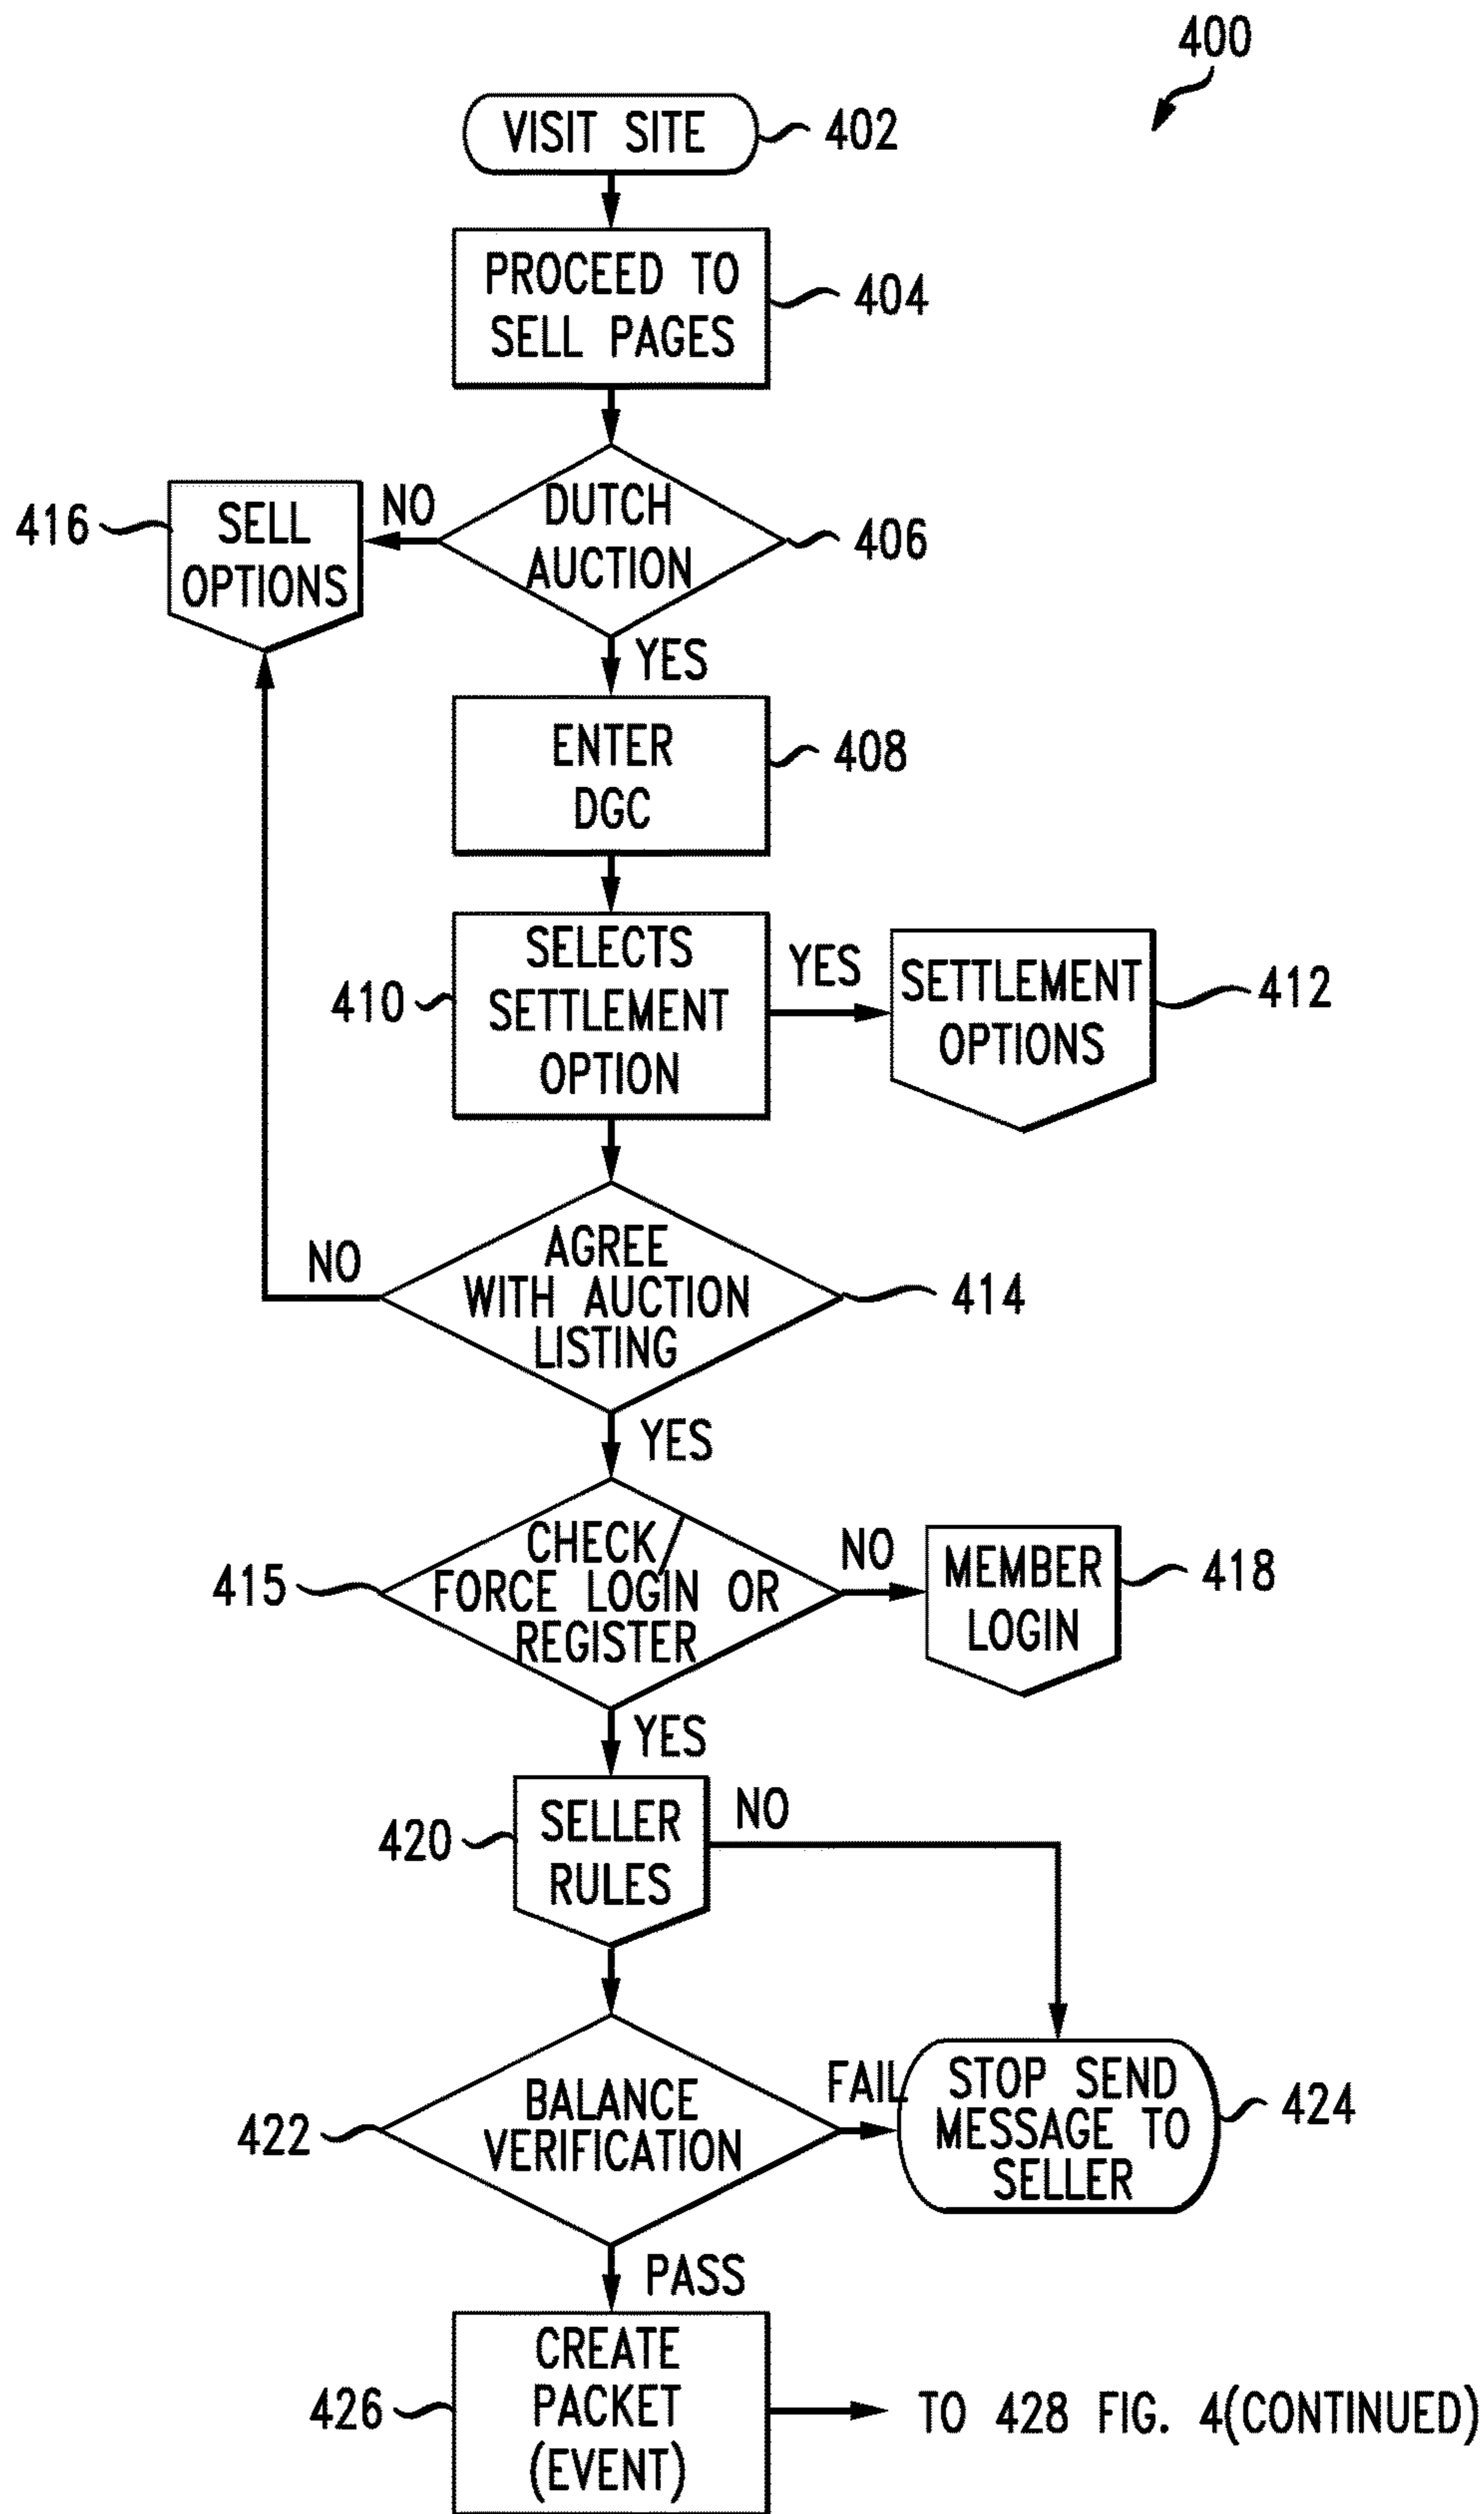 400
VISIT SITE
402
PROCEED TO
SELL PAGES
404
DUTCH
AUCTION
406
NO
SELL
OPTIONS
416
YES
ENTER
DGC
408
SELECTS
SETTLEMENT
OPTION
410
YES
SETTLEMENT
OPTIONS
412
AGREE
WITH AUCTION
LISTING
414
NO
YES
CHECK/
FORCE LOGIN OR
REGISTER
415
NO
MEMBER
LOGIN
418
YES
SELLER
RULES
420
NO
BALANCE
VERIFICATION
422
FAIL
STOP SEND
MESSAGE TO
SELLER
424
PASS
CREATE
PACKET
(EVENT)
426
TO 428 FIG. 4(CONTINUED)